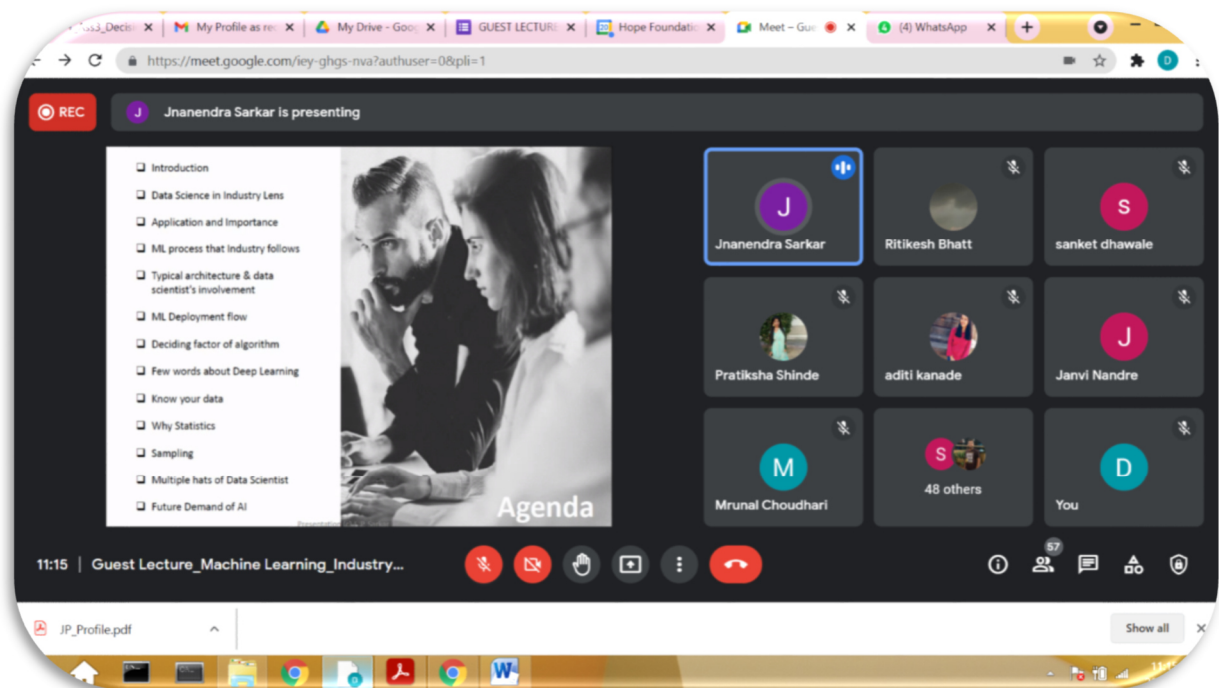 My Profile as re
My Drive - Goog
GUEST LECTURE
Hope Foundatio
Meet – Gue
(4) WhatsApp
https://meet.google.com/iey-ghgs-nva?authuser=0&pli=1
D
REC
J
Jnanendra Sarkar is presenting
Introduction
Data Science in Industry Lens
Application and Importance
ML process that Industry follows
Typical architecture & data
scientist's involvement
ML Deployment flow
Deciding factor of algorithm
Few words about Deep Learning
Know your data
Why Statistics
Sampling
Multiple hats of Data Scientist
Future Demand of AI
Agenda
J
Jnanendra Sarkar
Ritikesh Bhatt
s
sanket dhawale
Pratiksha Shinde
aditi kanade
J
Janvi Nandre
M
Mrunal Choudhari
S
48 others
D
You
11:15 | Guest Lecture_Machine Learning_Industry...
57
JP_Profile.pdf
Show all
W